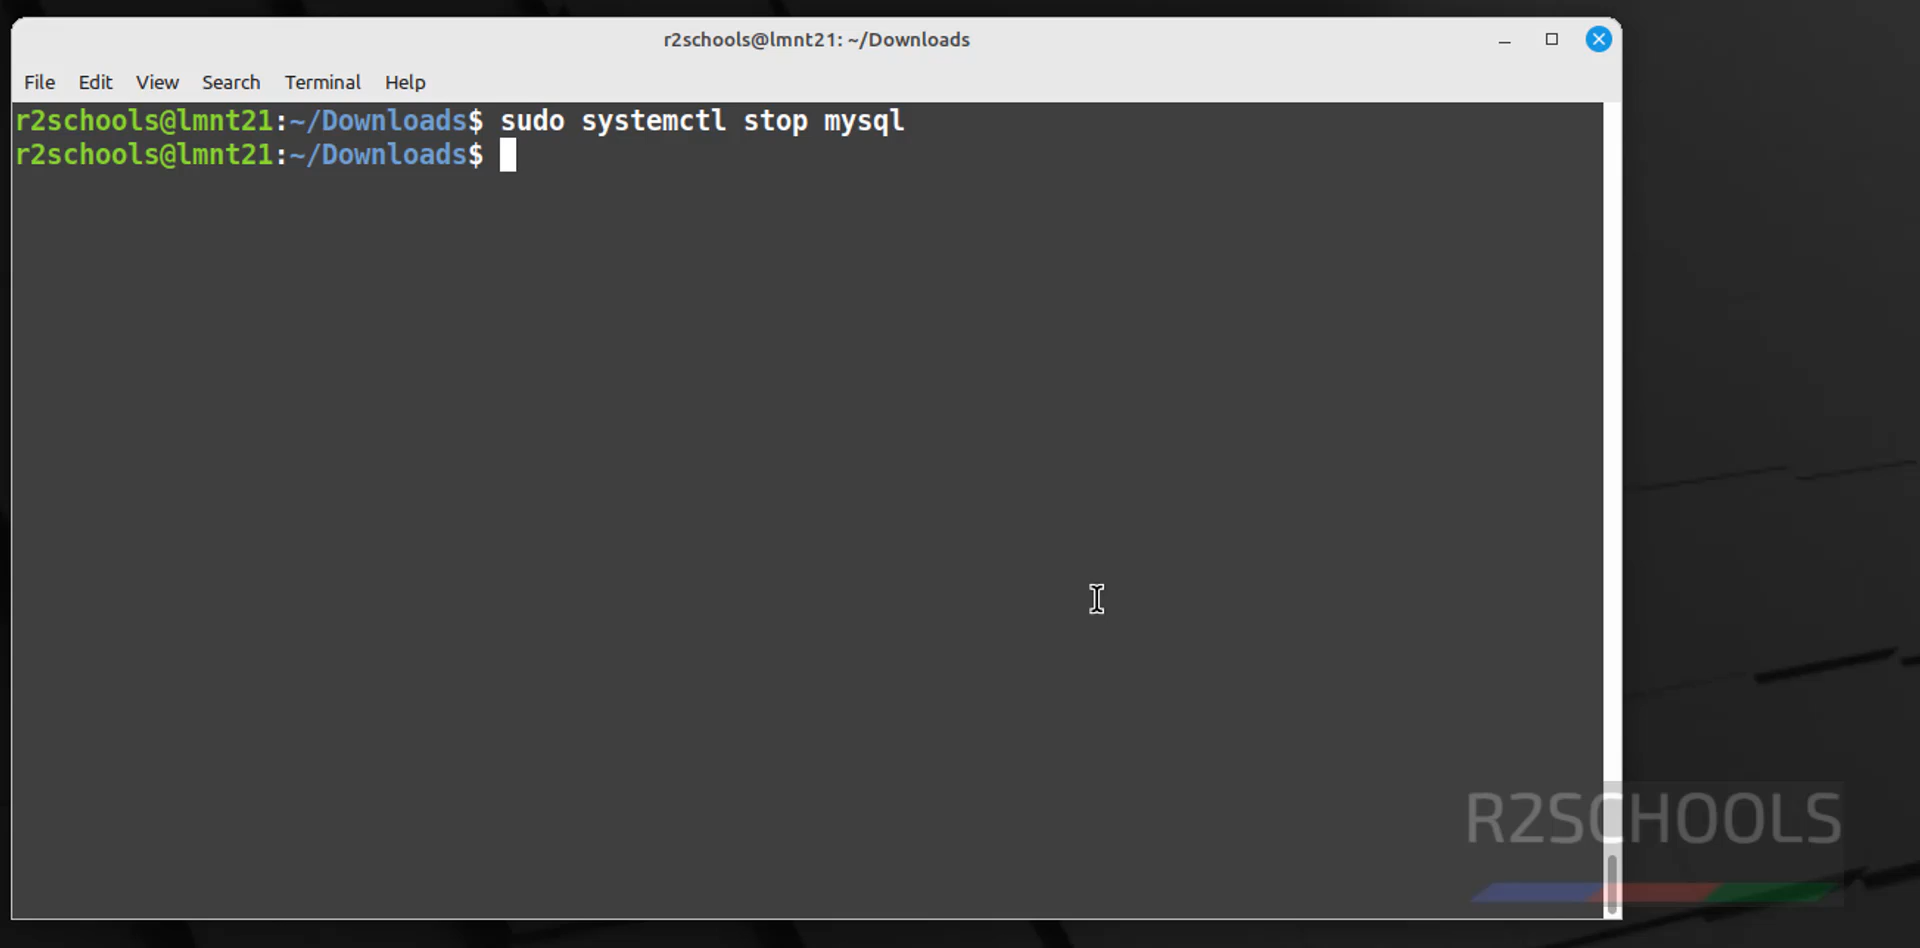 r2schools@lmnt21: ~/Downloads
File Edit View Search Terminal Help
r2schools@lmnt21:~/Downloads$ sudo systemctl stop mysql
r2schools@lmnt21:~/Downloads$
R2SCHOOLS